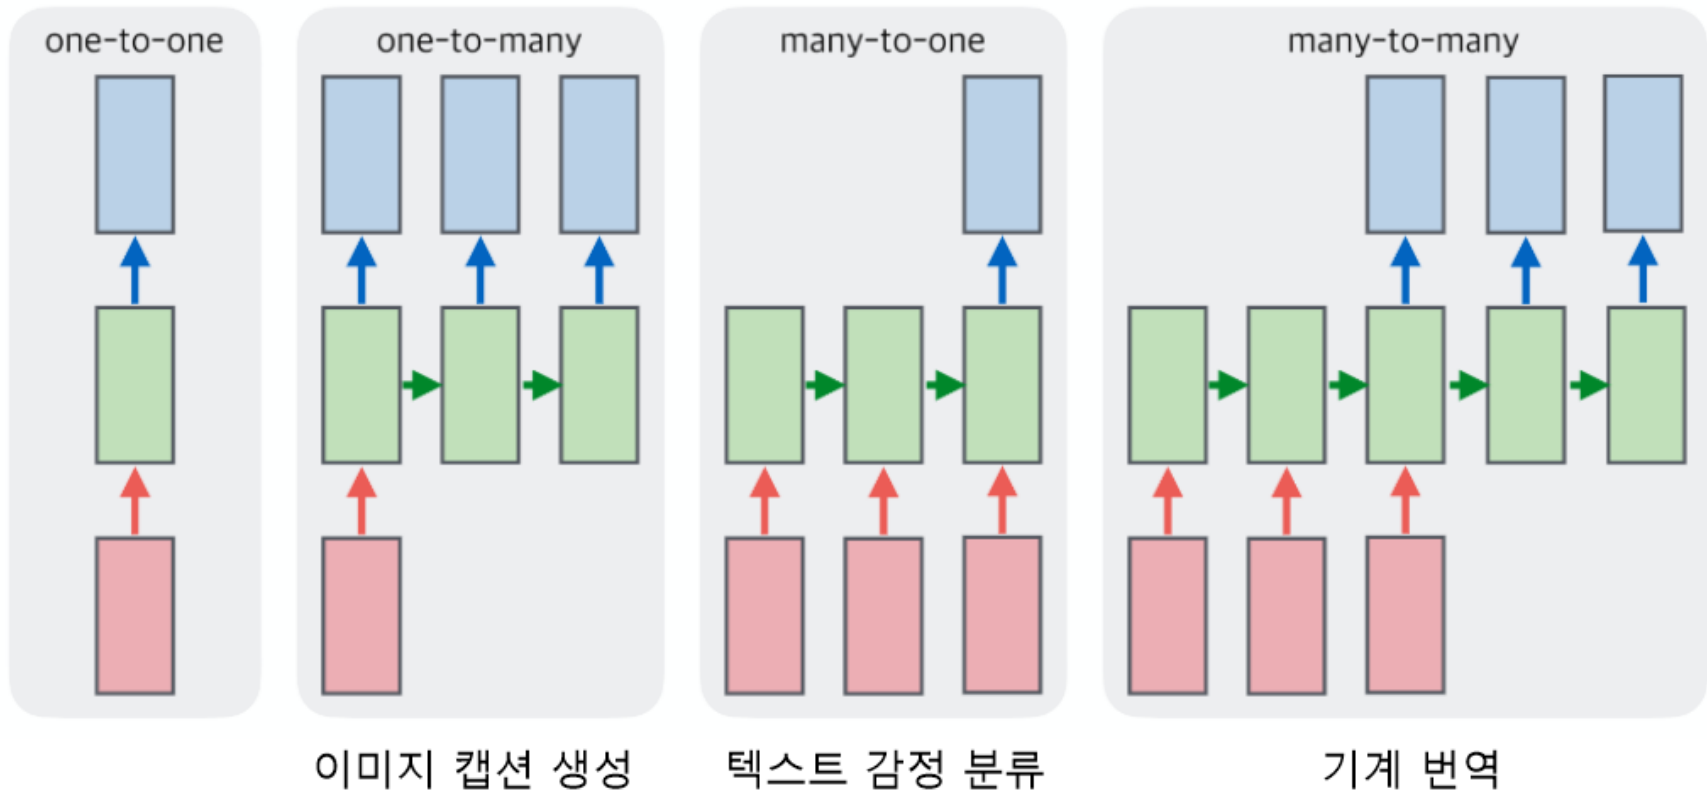 one-to-one
one-to-many
many-to-one
many-to-many
이미지 캡션 생성
텍스트 감정 분류
기계 번역